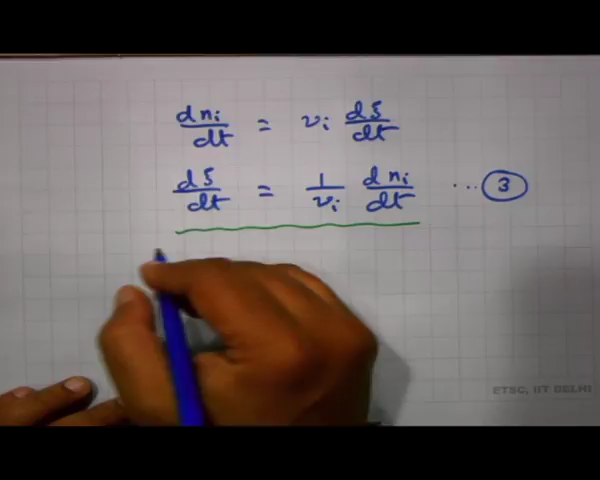 dnᵢ/dt = νᵢ dξ/dt
dξ/dt = 1/νᵢ dnᵢ/dt ... ③
ETSC, IIT DELHI